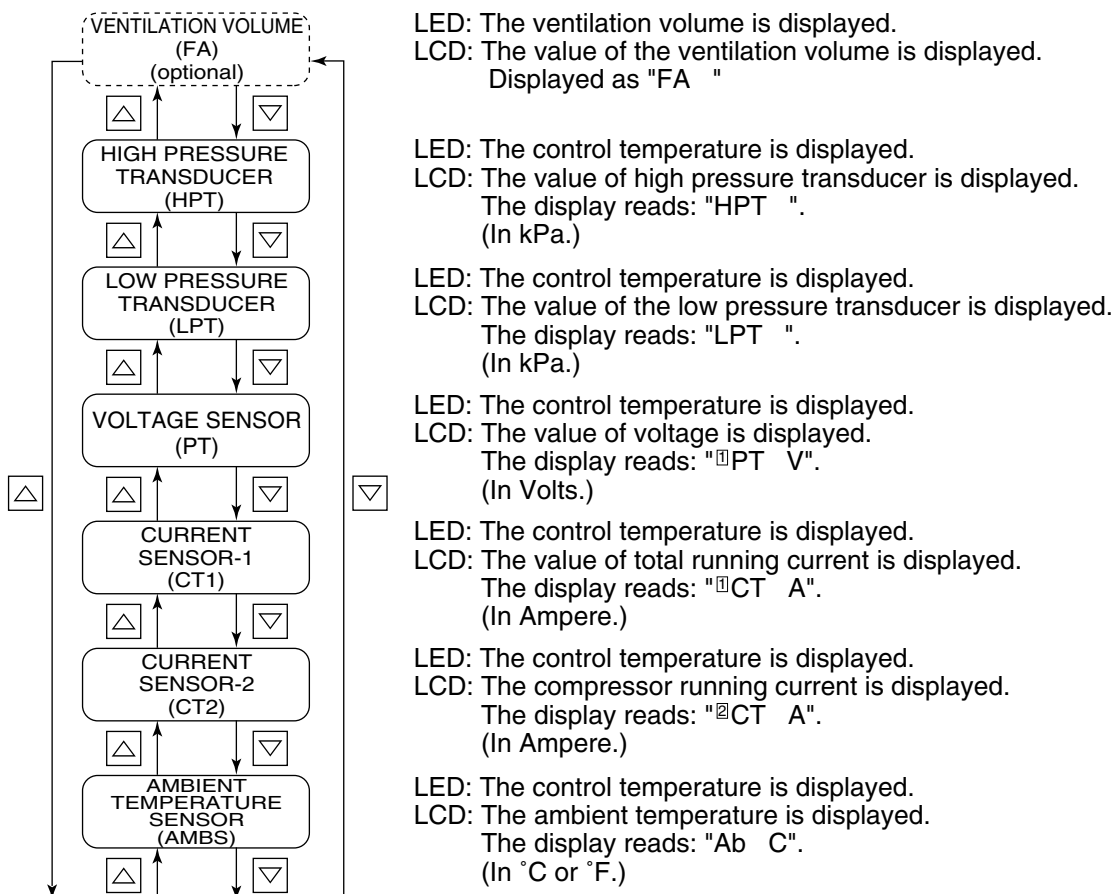 VENTILATION VOLUME
(FA)
(optional)
LED: The ventilation volume is displayed.
LCD: The value of the ventilation volume is displayed.
Displayed as "FA "
HIGH PRESSURE
TRANSDUCER
(HPT)
LED: The control temperature is displayed.
LCD: The value of high pressure transducer is displayed.
The display reads: "HPT ".
(In kPa.)
LOW PRESSURE
TRANSDUCER
(LPT)
LED: The control temperature is displayed.
LCD: The value of the low pressure transducer is displayed.
The display reads: "LPT ".
(In kPa.)
VOLTAGE SENSOR
(PT)
LED: The control temperature is displayed.
LCD: The value of voltage is displayed.
The display reads: "1PT V".
(In Volts.)
CURRENT
SENSOR-1
(CT1)
LED: The control temperature is displayed.
LCD: The value of total running current is displayed.
The display reads: "1CT A".
(In Ampere.)
CURRENT
SENSOR-2
(CT2)
LED: The control temperature is displayed.
LCD: The compressor running current is displayed.
The display reads: "2CT A".
(In Ampere.)
AMBIENT
TEMPERATURE
SENSOR
(AMBS)
LED: The control temperature is displayed.
LCD: The ambient temperature is displayed.
The display reads: "Ab C".
(In ˚C or ˚F.)